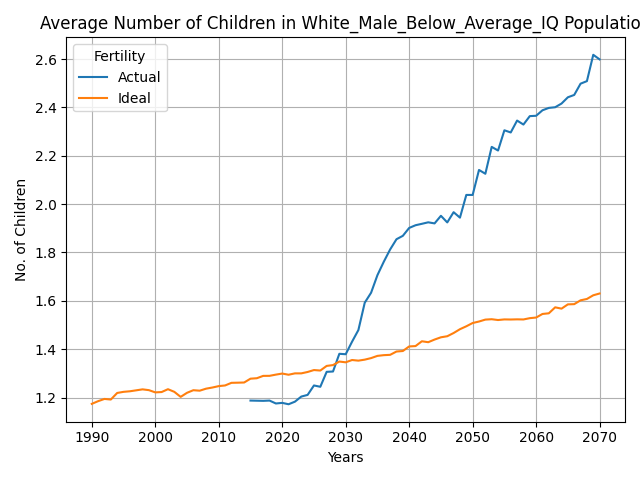 Average Number of Children in White_Male_Below_Average_IQ Populatio
Fertility
Actual
Ideal
2.6
2.4
2.2
2.0
1.8
1.6
1.4
1.2
No. of Children
1990 2000 2010 2020 2030 2040 2050 2060 2070
Years